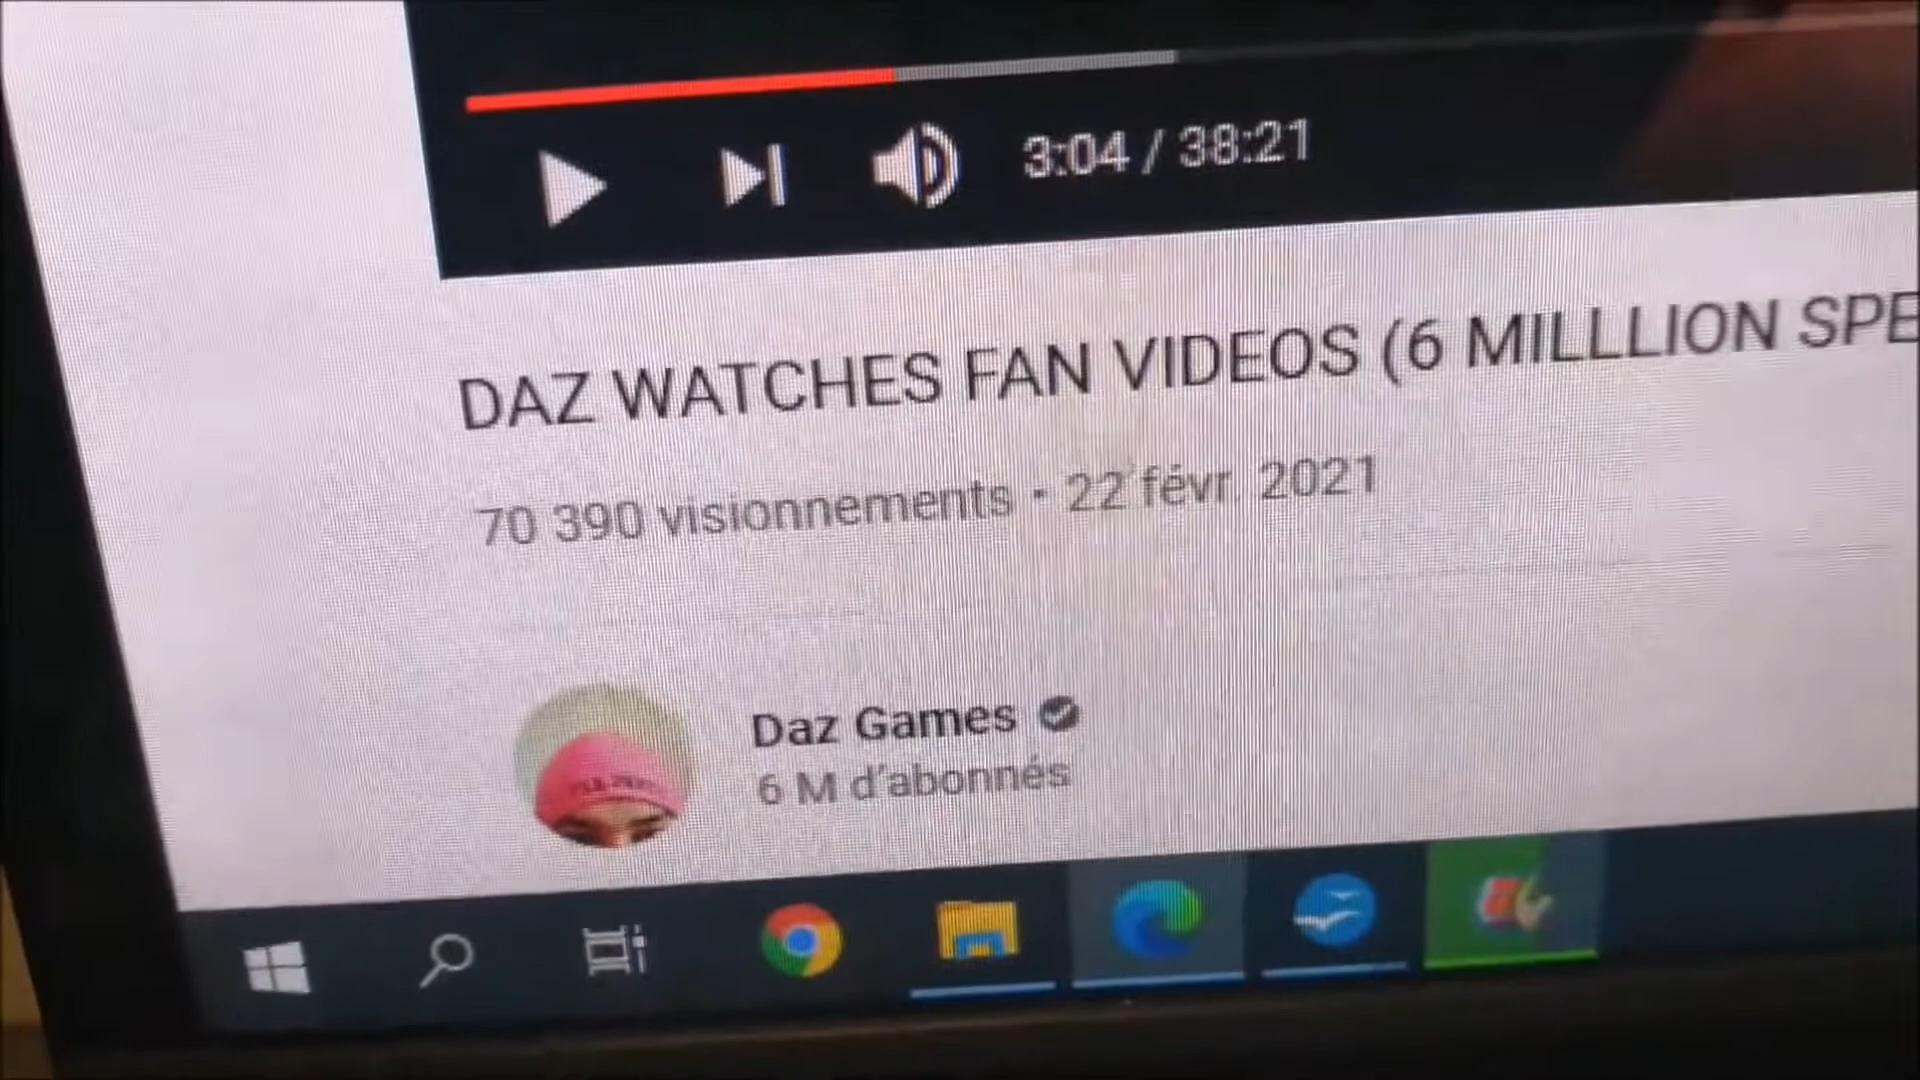 3:04 / 38:21
DAZ WATCHES FAN VIDEOS (6 MILLLION SPE
70 390 visionnements · 22 févr. 2021
Daz Games
6 M d'abonnés